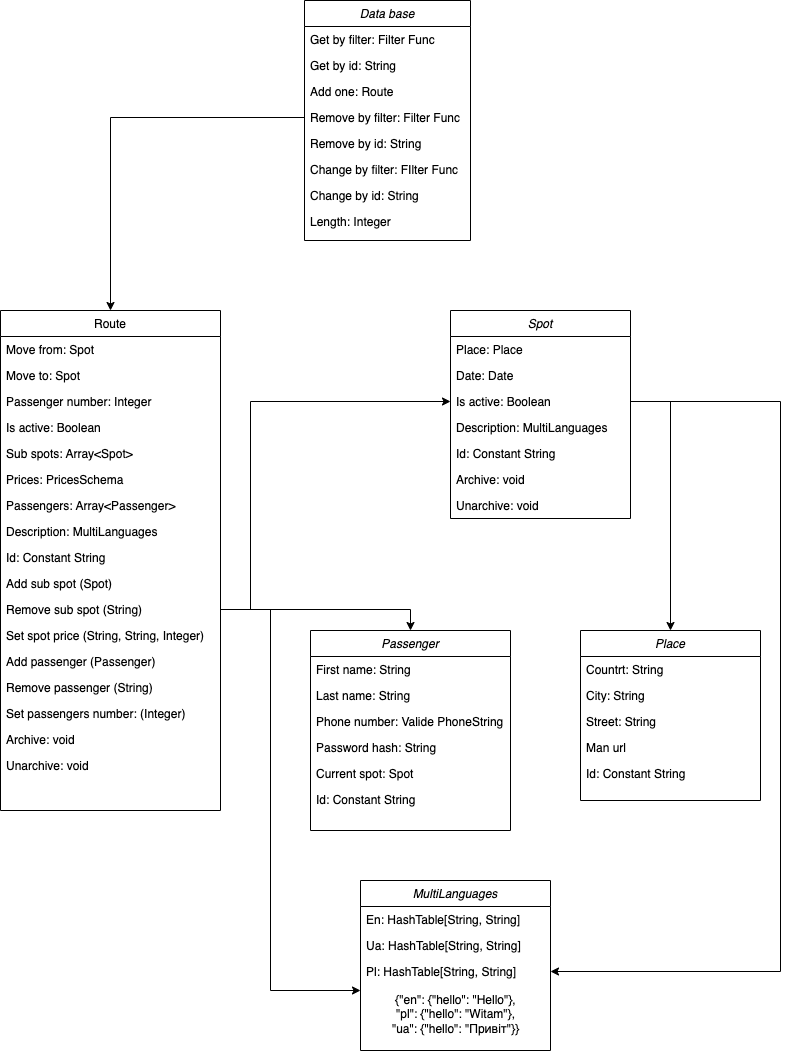 Data base
Get by filter: Filter Func
Get by id: String
Add one: Route
Remove by filter: Filter Func
Remove by id: String
Change by filter: FIlter Func
Change by id: String
Length: Integer
Route
Move from: Spot
Move to: Spot
Passenger number: Integer
Is active: Boolean
Sub spots: Array<Spot>
Prices: PricesSchema
Passengers: Array<Passenger>
Description: MultiLanguages
Id: Constant String
Add sub spot (Spot)
Remove sub spot (String)
Set spot price (String, String, Integer)
Add passenger (Passenger)
Remove passenger (String)
Set passengers number: (Integer)
Archive: void
Unarchive: void
Spot
Place: Place
Date: Date
Is active: Boolean
Description: MultiLanguages
Id: Constant String
Archive: void
Unarchive: void
Passenger
First name: String
Last name: String
Phone number: Valide PhoneString
Password hash: String
Current spot: Spot
Id: Constant String
Place
Countrt: String
City: String
Street: String
Man url
Id: Constant String
MultiLanguages
En: HashTable[String, String]
Ua: HashTable[String, String]
Pl: HashTable[String, String]
{"en": {"hello": "Hello"},
"pl": {"hello": "Witam"},
"ua": {"hello": "Привіт"}}